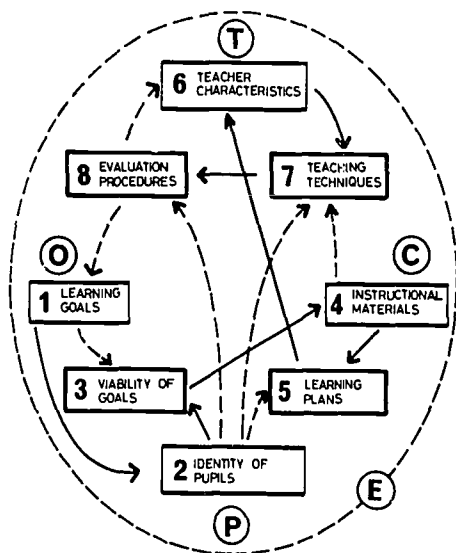 T
6 TEACHER
CHARACTERISTICS
8 EVALUATION
PROCEDURES
7 TEACHING
TECHNIQUES
O
C
1 LEARNING
GOALS
4 INSTRUCTIONAL
MATERIALS
3 VIABILITY OF
GOALS
5 LEARNING
PLANS
2 IDENTITY OF
PUPILS
E
P